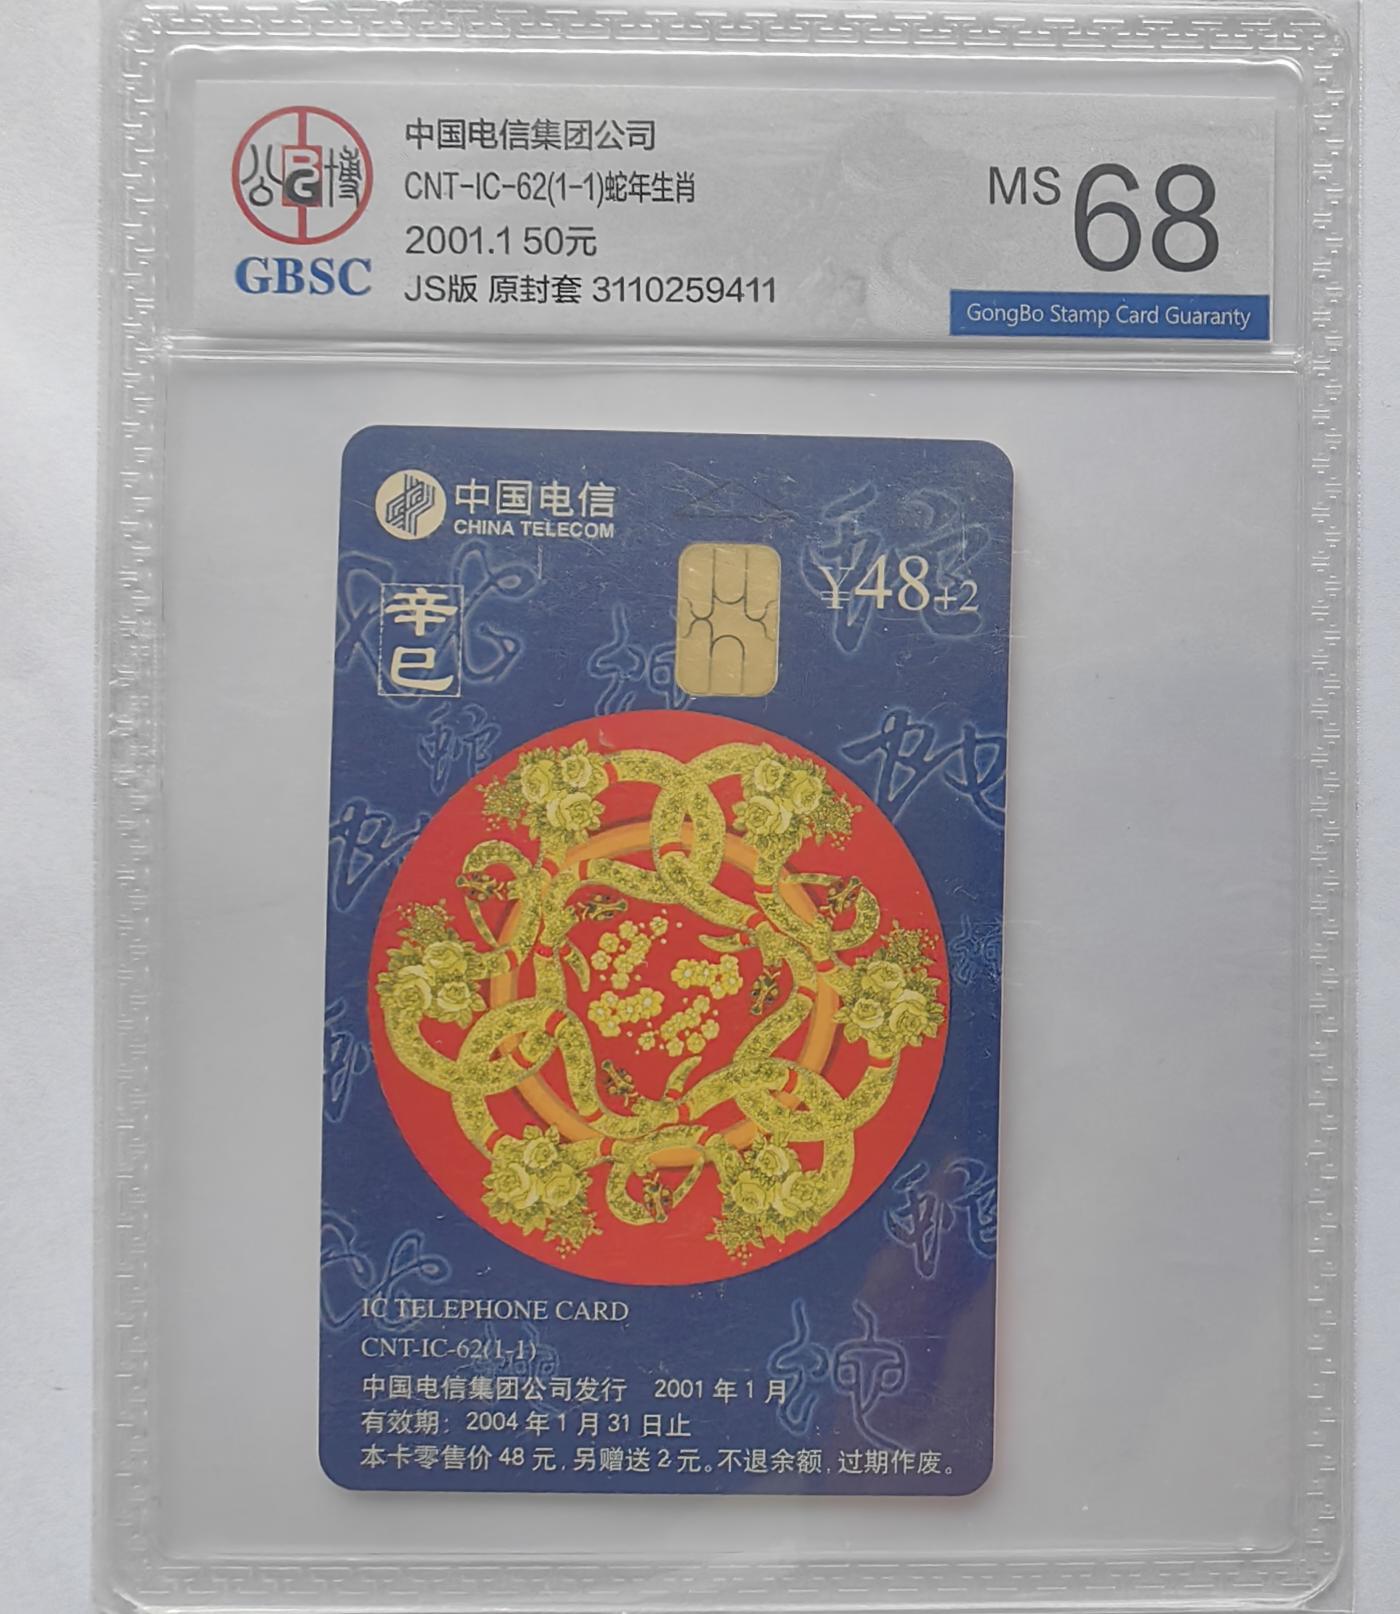 公博
BG
GBSC
中国电信集团公司
CNT-IC-62(1-1)蛇年生肖
2001.1 50元
JS版 原封套 3110259411
MS 68
GongBo Stamp Card Guaranty
中国电信
CHINA TELECOM
¥48+2
辛
巳
IC TELEPHONE CARD
CNT-IC-62(1-1)
中国电信集团公司发行 2001年1月
有效期：2004年1月31日止
本卡零售价48元，另赠送2元。不退余额，过期作废。